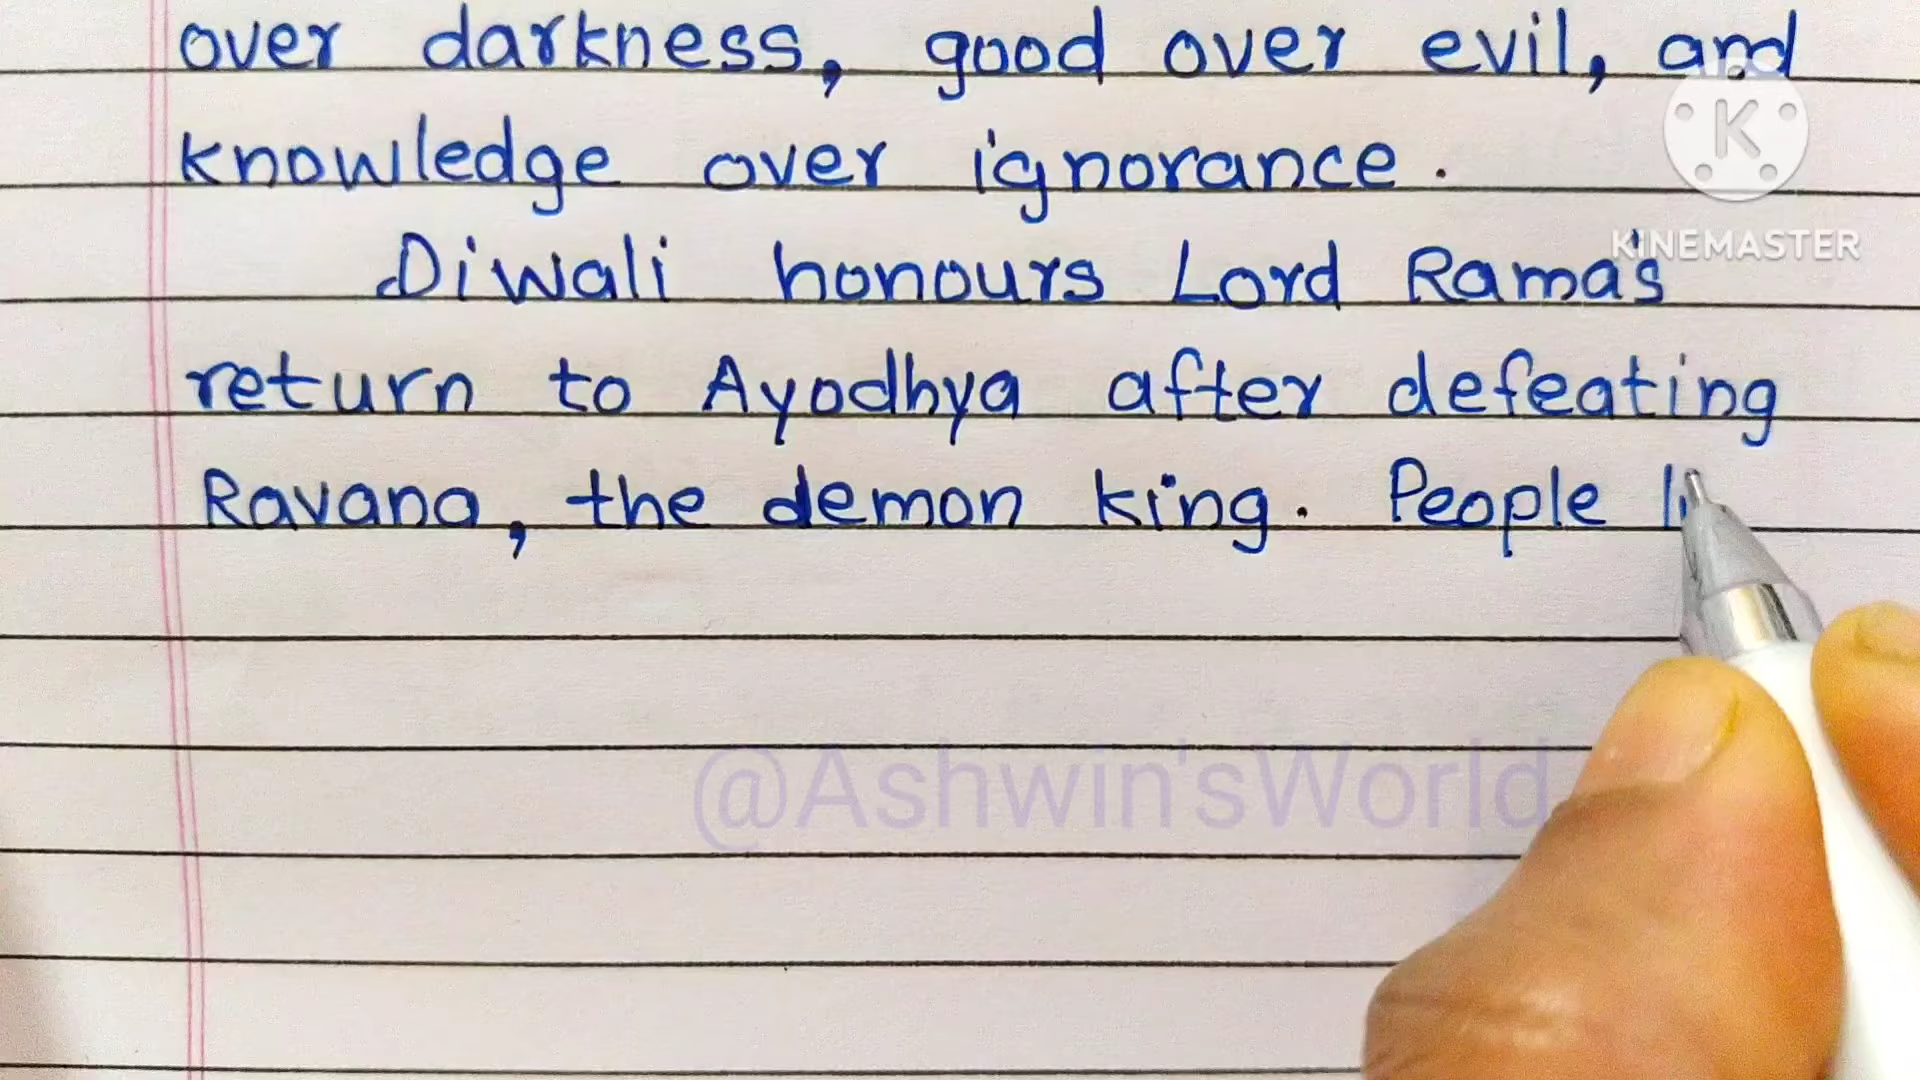 over darkness, good over evil, and
knowledge over ignorance.
KINEMASTER
Diwali honours Lord Rama's
return to Ayodhya after defeating
Ravana, the demon king. People
@Ashwin'sWorld